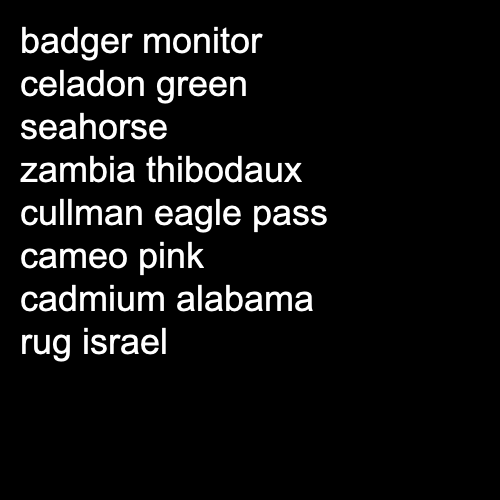 badger monitor
celadon green
seahorse
zambia thibodaux
cullman eagle pass
cameo pink
cadmium alabama
rug israel